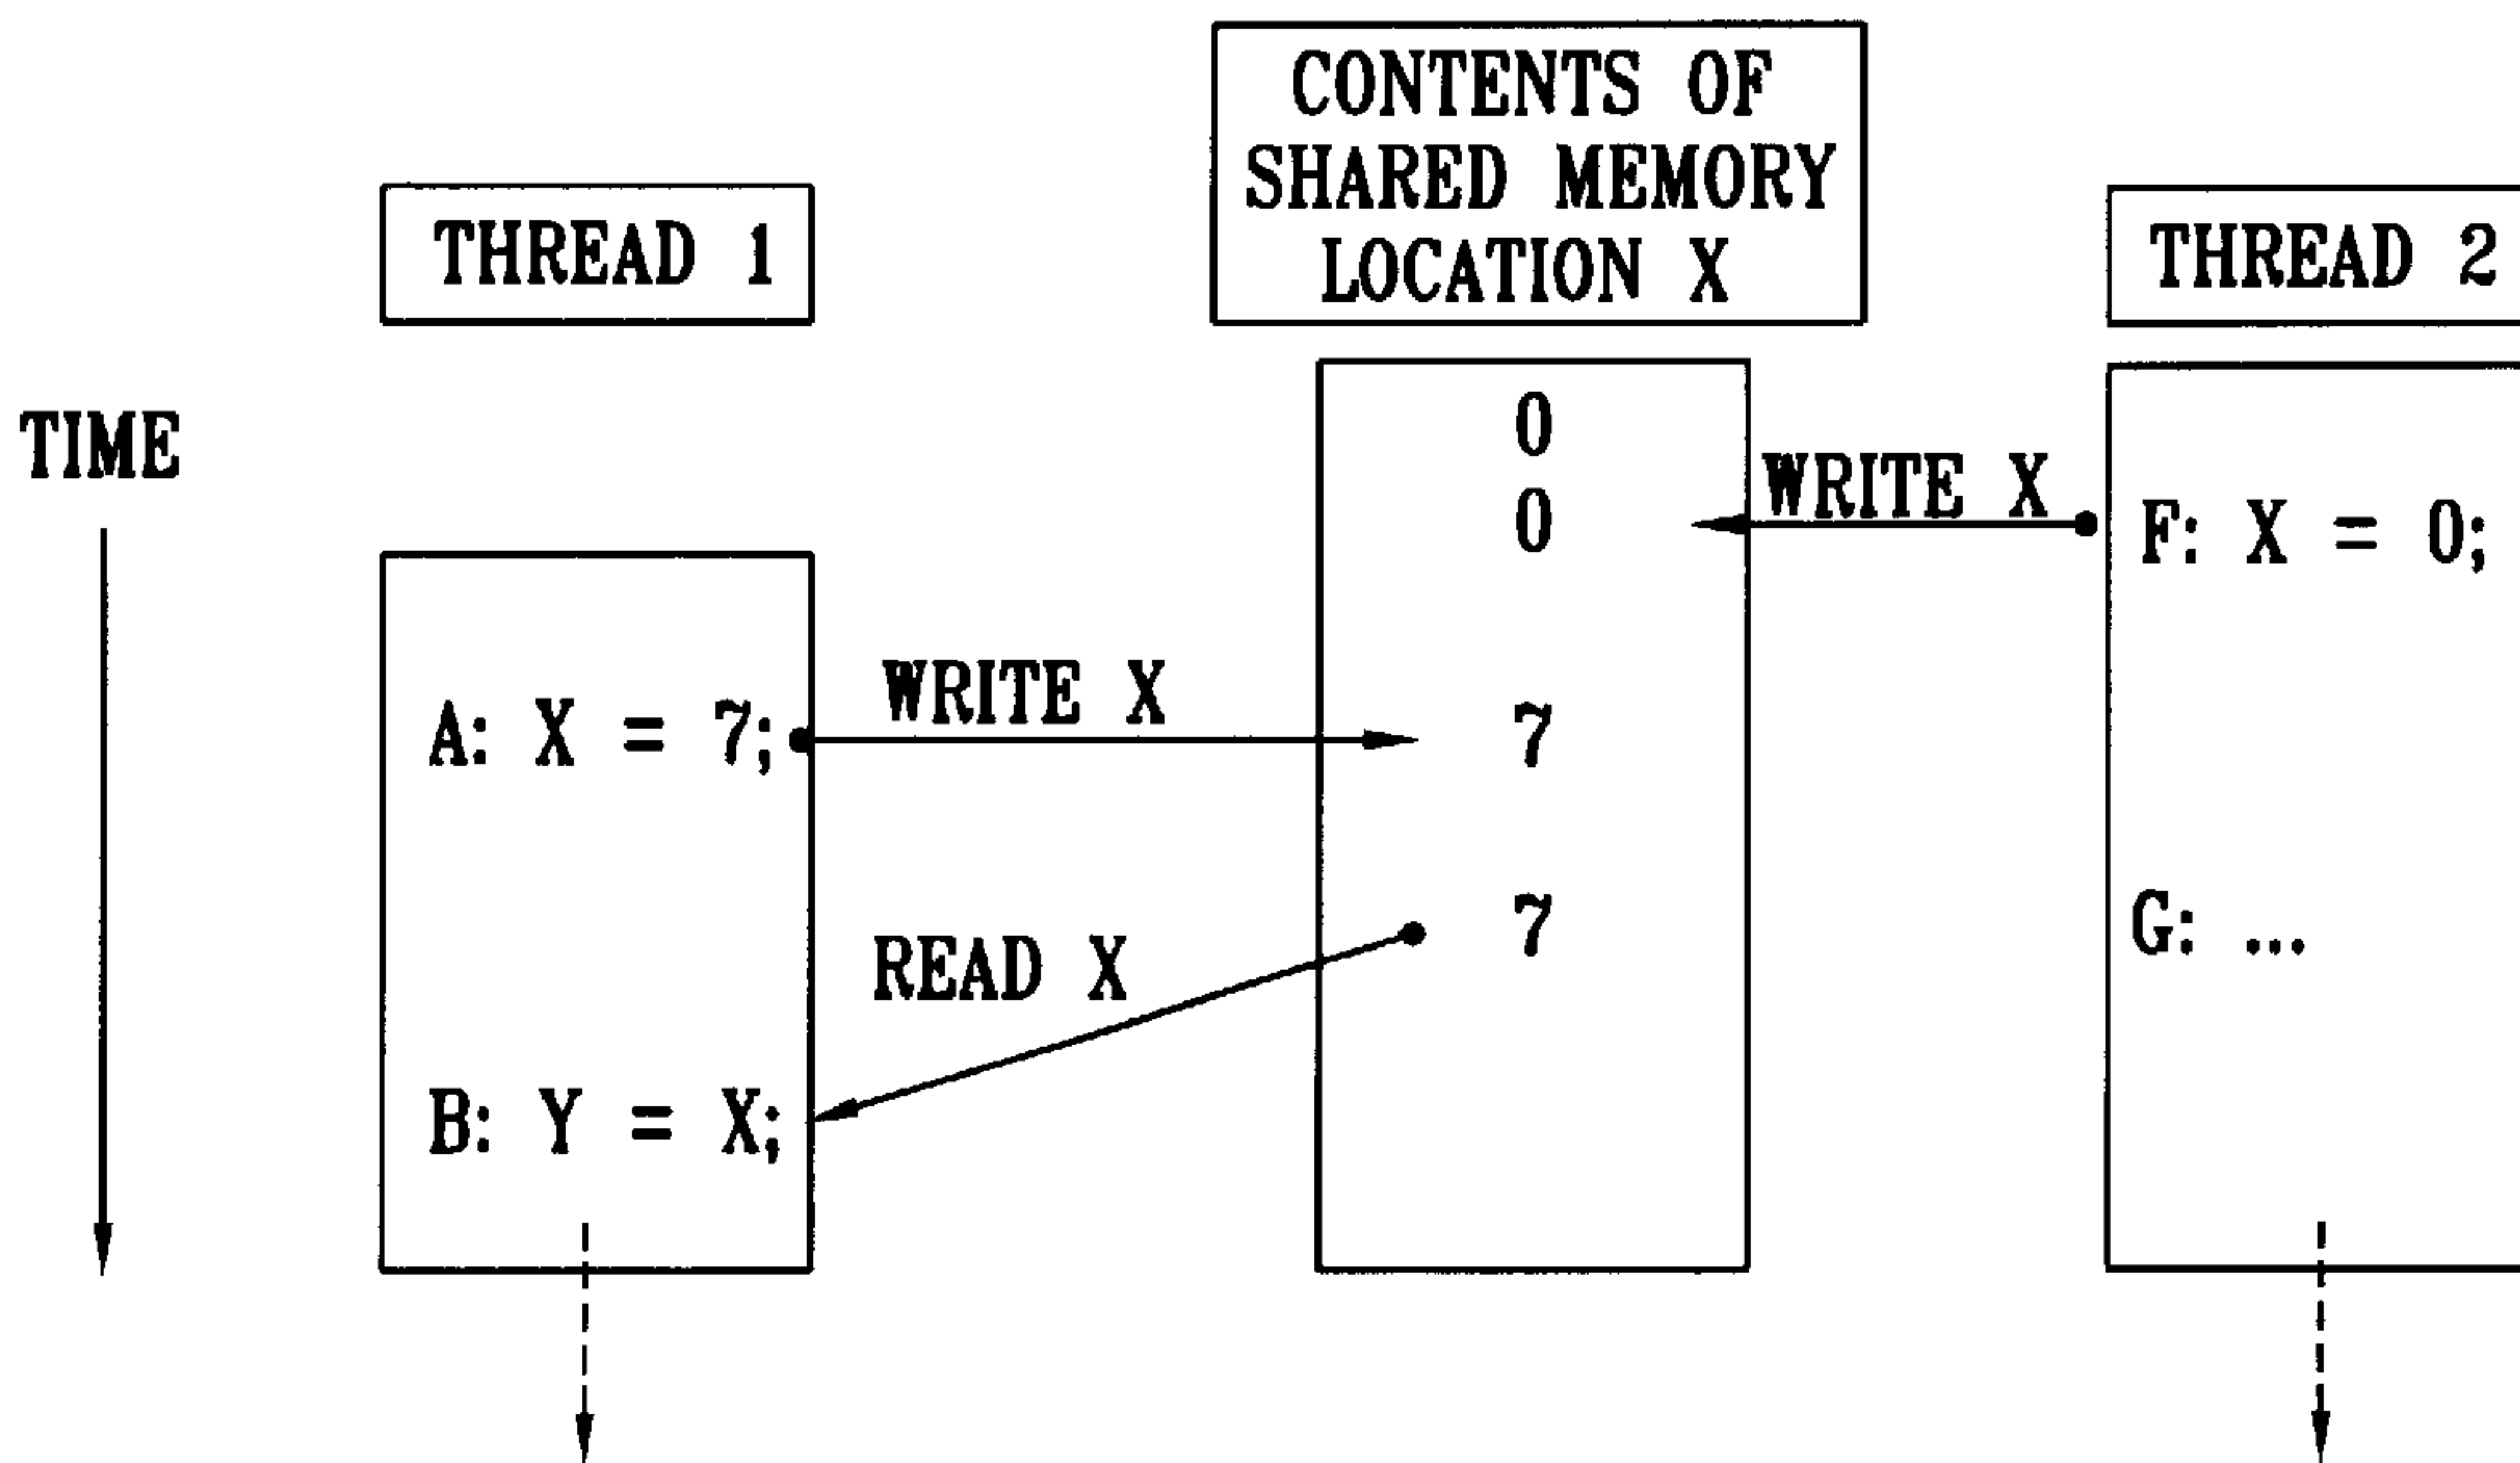 CONTENTS OF
SHARED MEMORY
LOCATION X
THREAD 1
THREAD 2
TIME
0
0
WRITE X
F: X = 0;
A: X = 7;
WRITE X
7
READ X
7
G: ...
B: Y = X;